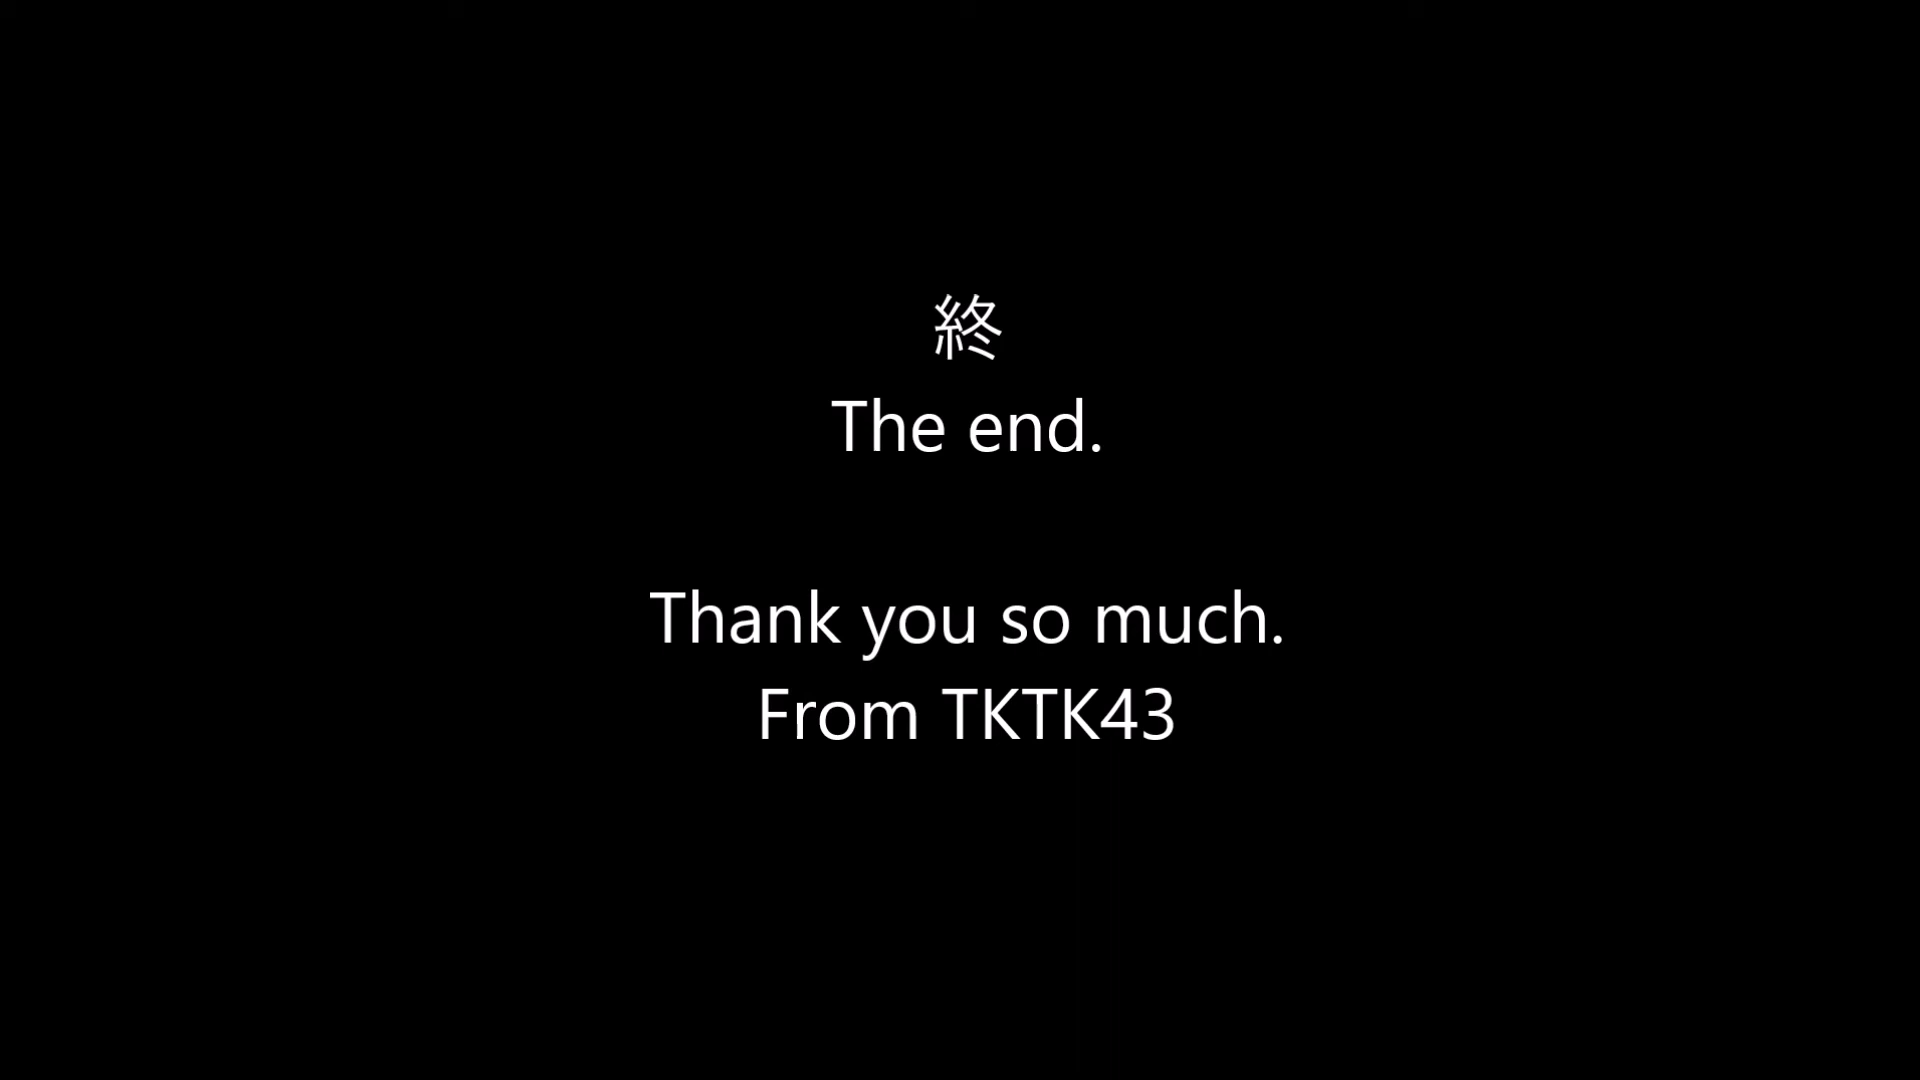 終
The end.
Thank you so much.
From TKTK43